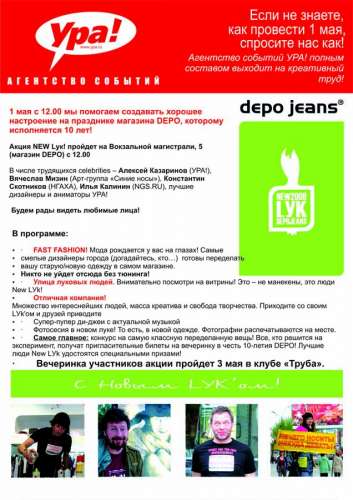 Ура!
www.ура.ru
АГЕНТСТВО СОБЫТИЙ
Если не знаете,
как провести 1 мая,
спросите нас как!
Агентство событий УРА! полным
составом выходит на креативный
труд!
1 мая с 12.00 мы помогаем создавать хорошее
настроение на празднике магазина DEPO, которому
исполняется 10 лет!
Акция NEW Lук! пройдет на Вокзальной магистрали, 5
(магазин DEPO) с 12.00
В числе трудящихся celebrities – Алексей Казаринов (УРА!),
Вячеслав Мизин (Арт-группа «Синие носы»), Константин
Скотников (НГАХА), Илья Калинин (NGS.RU), лучшие
дизайнеры и аниматоры УРА!
Будем рады видеть любимые лица!
depo jeans®
NEW2008
LYK
В программе:
FAST FASHION! Мода рождается у вас на глазах! Самые
смелые дизайнеры города (догадайтесь, кто…) готовы переделать
вашу старую/новую одежду в самом магазине.
Никто не уйдет отсюда без тюнинга!
Улица луковых людей. Внимательно посмотри на витрины! Это – не манекены, это люди
New LYk!
Отличная компания!
Множество интереснейших людей, масса креатива и свобода творчества. Приходите со своим
LYK'ом и друзей приводите
Супер-пупер ди-джеи с актуальной музыкой
Фотосессия в новом луке! То есть, в новой одежде. Фотографии распечатываются на месте.
Самое главное: конкурс на самую классную переделанную вещь! Все, кто решится на
эксперимент, получат пригласительные билеты на вечеринку в честь 10-летия DEPO! Лучшие
люди New LYk удостоятся специальными призами!
Вечеринка участников акции пройдет 3 мая в клубе «Труба».
С Новым LYK'ом!